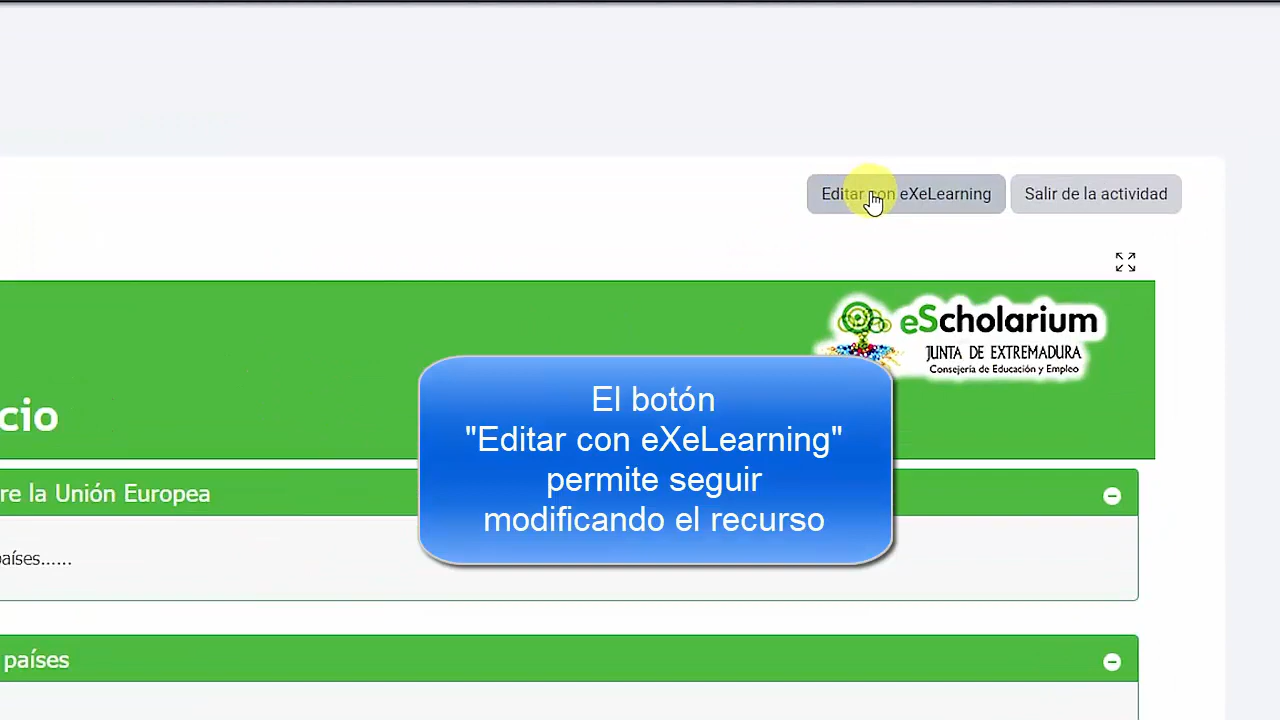 Editar con eXeLearning
Salir de la actividad
eScholarium
JUNTA DE EXTREMADURA
Consejería de Educación y Empleo
cio
El botón
"Editar con eXeLearning"
permite seguir
modificando el recurso
re la Unión Europea
países......
países